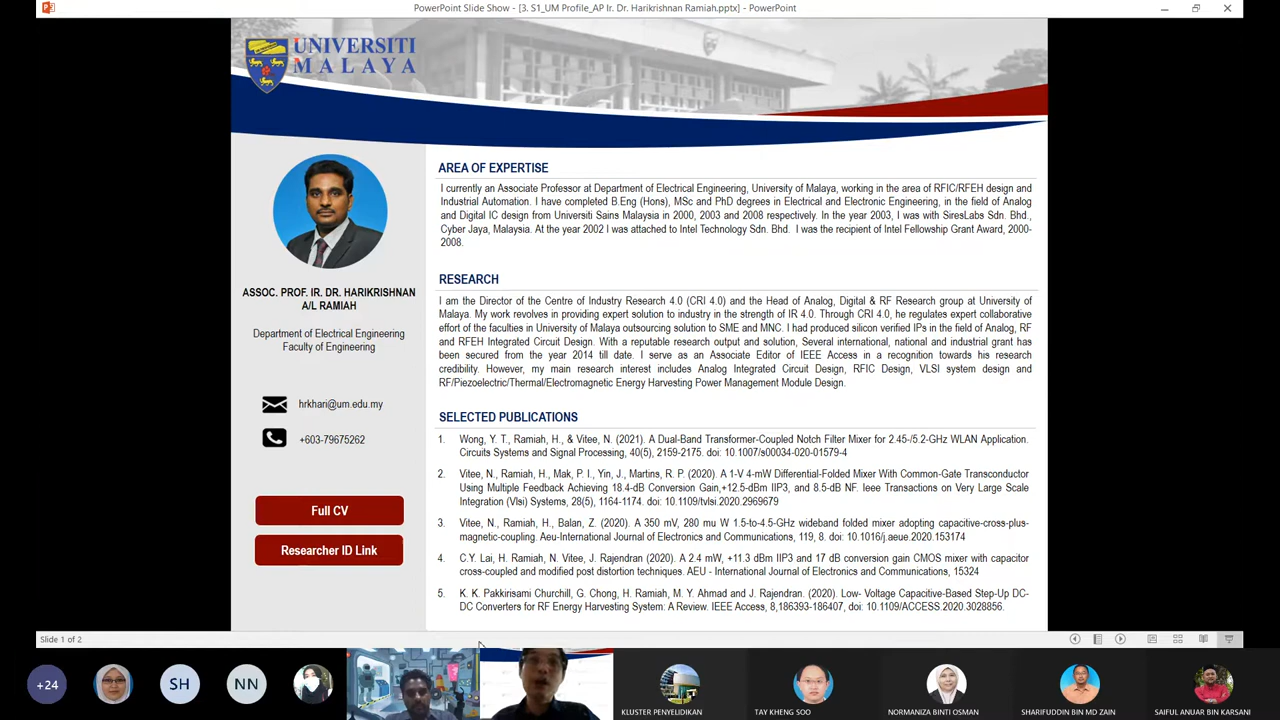 PowerPoint Slide Show - [3. S1_UM Profile_AP Ir. Dr. Harikrishnan Ramiah.pptx] - PowerPoint
UNIVERSITI
MALAYA
ASSOC. PROF. IR. DR. HARIKRISHNAN
A/L RAMIAH
Department of Electrical Engineering
Faculty of Engineering
hrkhari@um.edu.my
+603-79675262
Full CV
Researcher ID Link
AREA OF EXPERTISE
I currently an Associate Professor at Department of Electrical Engineering, University of Malaya, working in the area of RFIC/RFEH design and
Industrial Automation. I have completed B.Eng (Hons), MSc and PhD degrees in Electrical and Electronic Engineering, in the field of Analog
and Digital IC design from Universiti Sains Malaysia in 2000, 2003 and 2008 respectively. In the year 2003, I was with SiresLabs Sdn. Bhd.,
Cyber Jaya, Malaysia. At the year 2002 I was attached to Intel Technology Sdn. Bhd. I was the recipient of Intel Fellowship Grant Award, 2000-
2008.
RESEARCH
I am the Director of the Centre of Industry Research 4.0 (CRI 4.0) and the Head of Analog, Digital & RF Research group at University of
Malaya. My work revolves in providing expert solution to industry in the strength of IR 4.0. Through CRI 4.0, he regulates expert collaborative
effort of the faculties in University of Malaya outsourcing solution to SME and MNC. I had produced silicon verified IPs in the field of Analog, RF
and RFEH Integrated Circuit Design. With a reputable research output and solution, Several international, national and industrial grant has
been secured from the year 2014 till date. I serve as an Associate Editor of IEEE Access in a recognition towards his research
credibility. However, my main research interest includes Analog Integrated Circuit Design, RFIC Design, VLSI system design and
RF/Piezoelectric/Thermal/Electromagnetic Energy Harvesting Power Management Module Design.
SELECTED PUBLICATIONS
1. Wong, Y. T., Ramiah, H., & Vitee, N. (2021). A Dual-Band Transformer-Coupled Notch Filter Mixer for 2.45-/5.2-GHz WLAN Application.
Circuits Systems and Signal Processing, 40(5), 2159-2175. doi: 10.1007/s00034-020-01579-4
2. Vitee, N., Ramiah, H., Mak, P. I., Yin, J., Martins, R. P. (2020). A 1-V 4-mW Differential-Folded Mixer With Common-Gate Transconductor
Using Multiple Feedback Achieving 18.4-dB Conversion Gain,+12.5-dBm IIP3, and 8.5-dB NF. Ieee Transactions on Very Large Scale
Integration (Vlsi) Systems, 28(5), 1164-1174. doi: 10.1109/tvlsi.2020.2969679
3. Vitee, N., Ramiah, H., Balan, Z. (2020). A 350 mV, 280 mu W 1.5-to-4.5-GHz wideband folded mixer adopting capacitive-cross-plus-
magnetic-coupling. Aeu-International Journal of Electronics and Communications, 119, 8. doi: 10.1016/j.aeue.2020.153174
4. C.Y. Lai, H. Ramiah, N. Vitee, J. Rajendran (2020). A 2.4 mW, +11.3 dBm IIP3 and 17 dB conversion gain CMOS mixer with capacitor
cross-coupled and modified post distortion techniques. AEU - International Journal of Electronics and Communications, 15324
5. K. K. Pakkirisami Churchill, G. Chong, H. Ramiah, M. Y. Ahmad and J. Rajendran. (2020). Low- Voltage Capacitive-Based Step-Up DC-
DC Converters for RF Energy Harvesting System: A Review. IEEE Access, 8,186393-186407, doi: 10.1109/ACCESS.2020.3028856.
Slide 1 of 2
+24
SH
NN
KLUSTER PENYELIDIKAN
TAY KHENG SOO
NORMANIZA BINTI OSMAN
SHARIFUDDIN BIN MD ZAIN
SAIFUL ANUAR BIN KARSANI